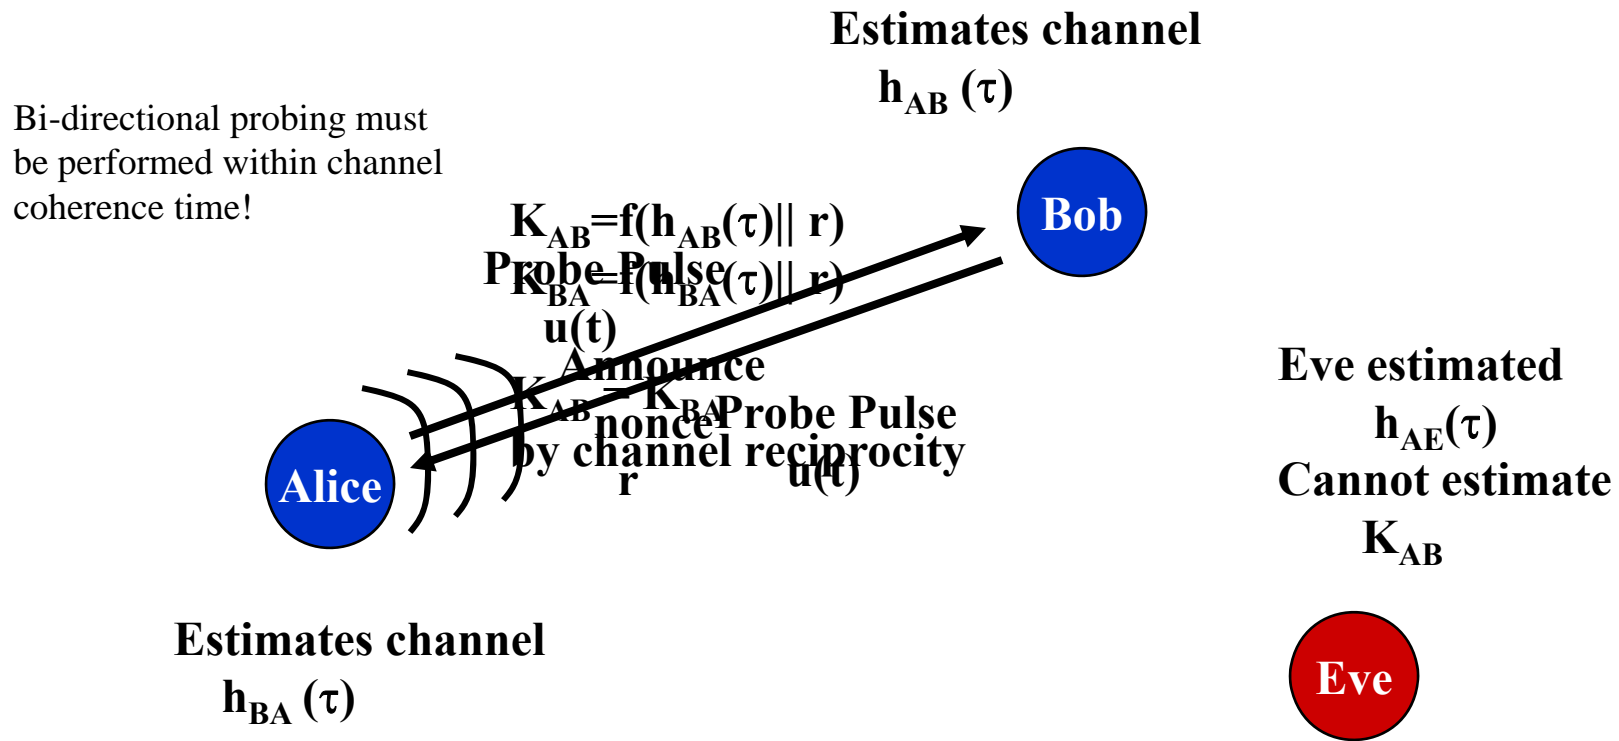 Estimates channel
h_AB (τ)
Bi-directional probing must
be performed within channel
coherence time!
Bob
K_AB=f(h_AB(τ)|| r)
Probe Pulse
K_BA=f(h_BA(τ)|| r)
u(t)
Announce
nonce
r
K_AB = K_BA
by channel reciprocity
Probe Pulse
u(t)
Eve estimated
h_AE(τ)
Cannot estimate
K_AB
Alice
Estimates channel
h_BA (τ)
Eve